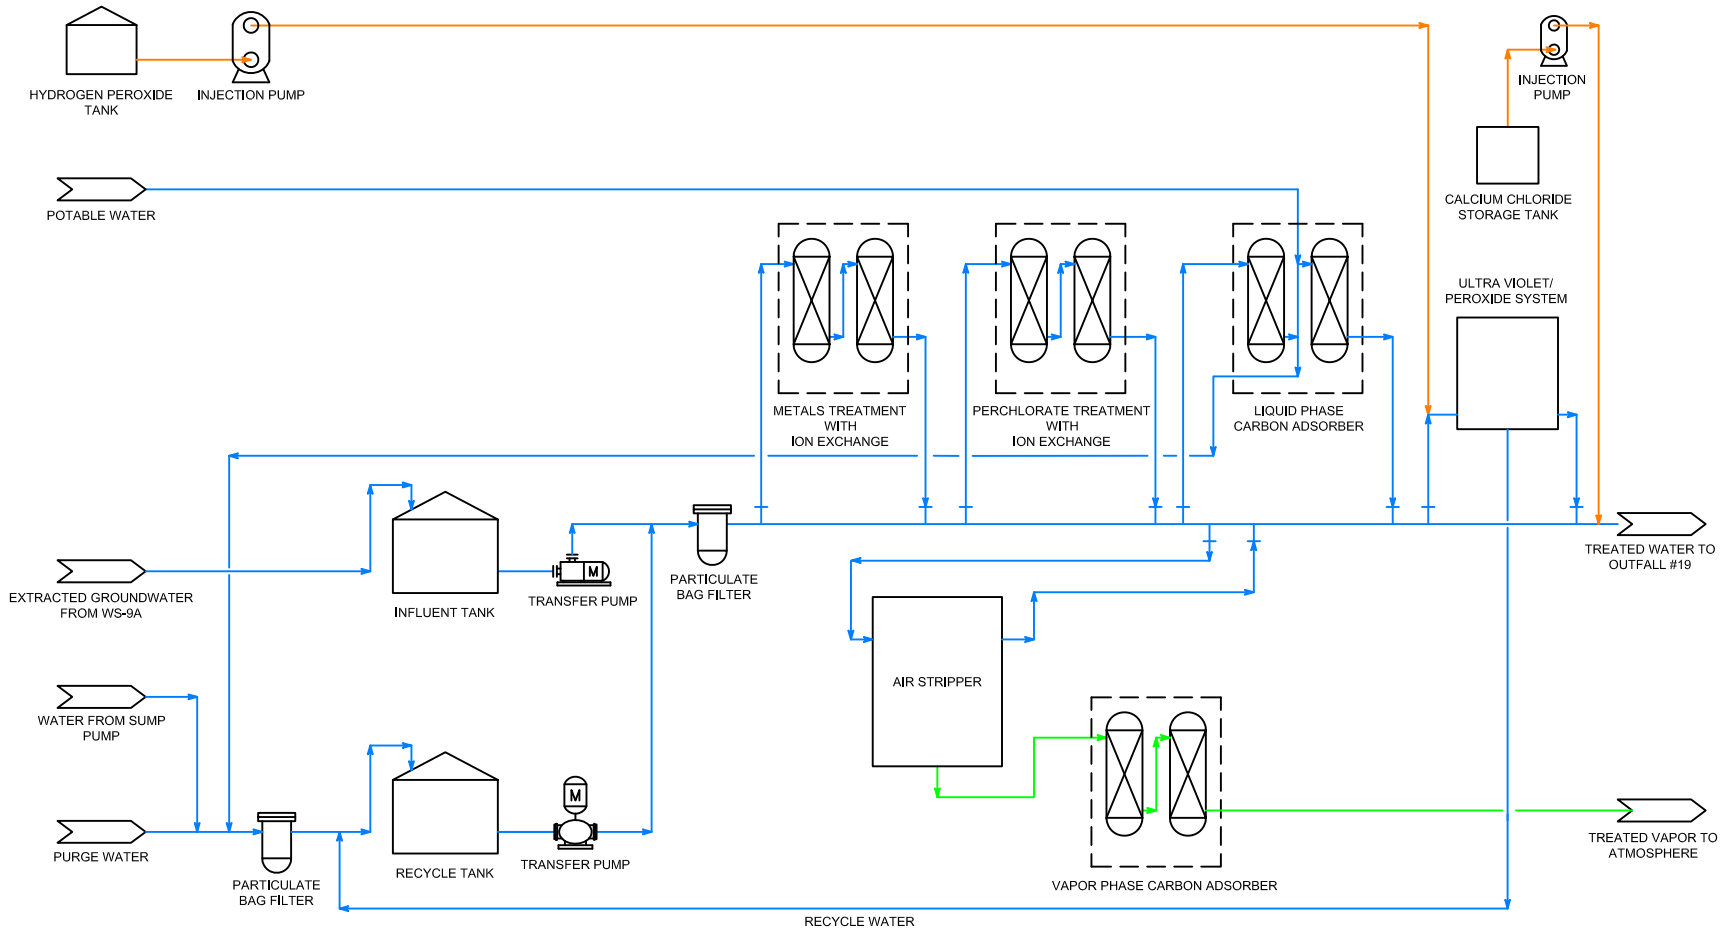 HYDROGEN PEROXIDE
TANK
INJECTION PUMP
INJECTION
PUMP
POTABLE WATER
CALCIUM CHLORIDE
STORAGE TANK
ULTRA VIOLET/
PEROXIDE SYSTEM
METALS TREATMENT
WITH
ION EXCHANGE
PERCHLORATE TREATMENT
WITH
ION EXCHANGE
LIQUID PHASE
CARBON ADSORBER
EXTRACTED GROUNDWATER
FROM WS-9A
INFLUENT TANK
M
TRANSFER PUMP
PARTICULATE
BAG FILTER
TREATED WATER TO
OUTFALL #19
AIR STRIPPER
WATER FROM SUMP
PUMP
PURGE WATER
PARTICULATE
BAG FILTER
RECYCLE TANK
M
TRANSFER PUMP
VAPOR PHASE CARBON ADSORBER
TREATED VAPOR TO
ATMOSPHERE
RECYCLE WATER